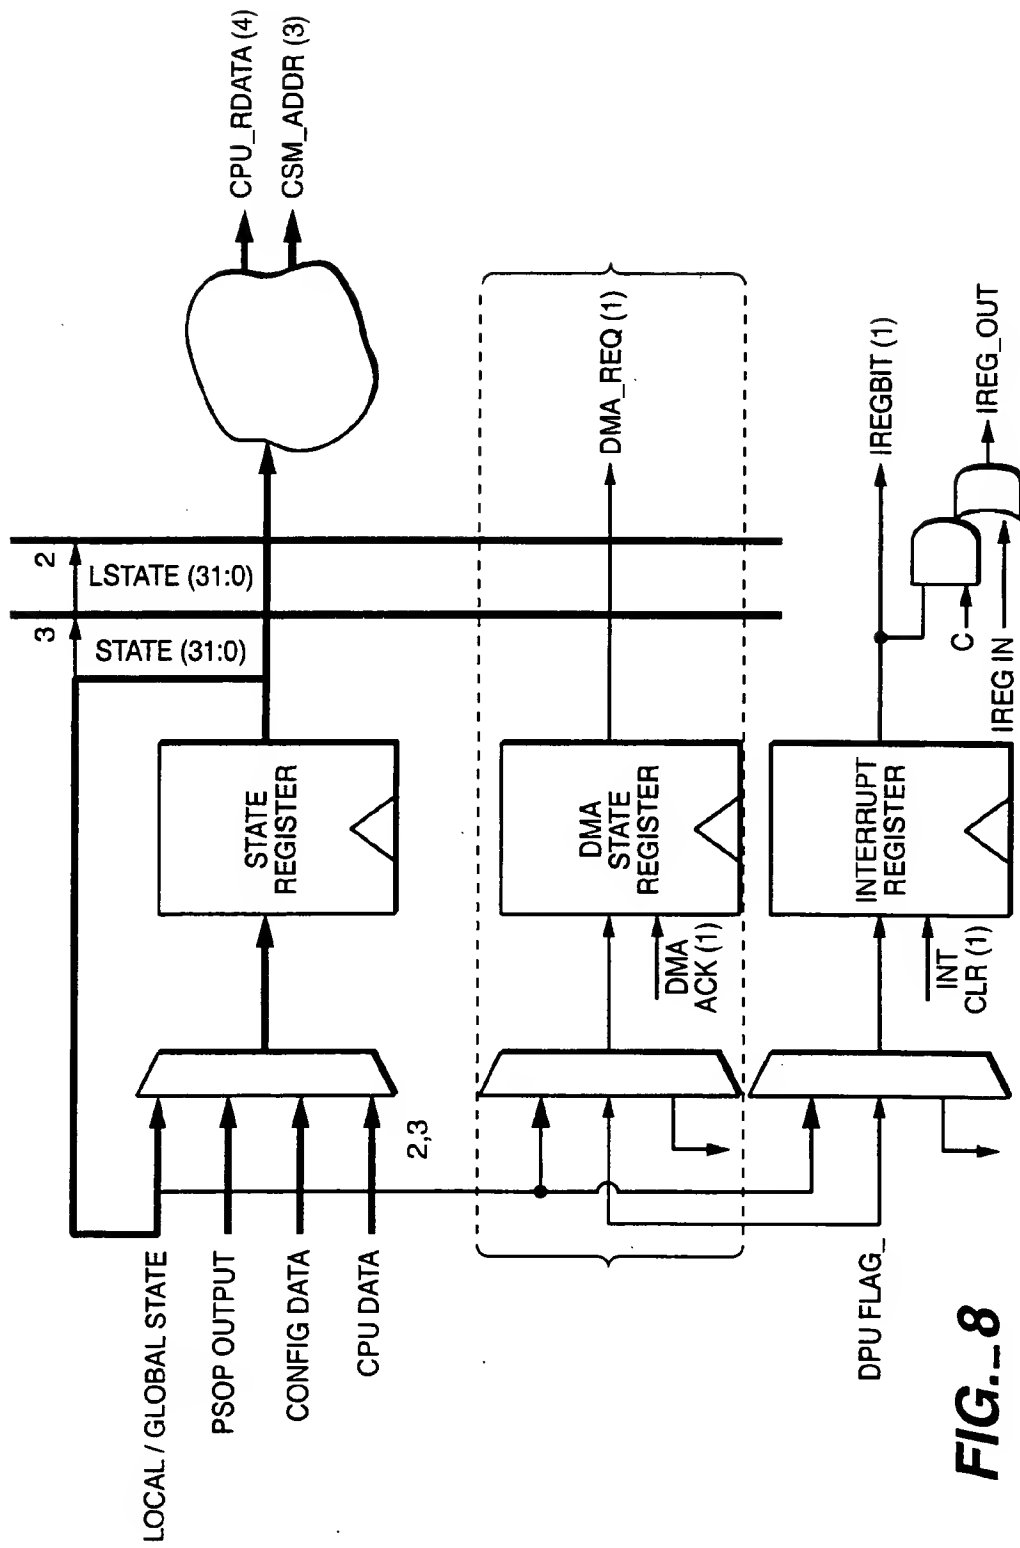 LOCAL / GLOBAL STATE
PSOP OUTPUT
CONFIG DATA
CPU DATA
2,3
STATE
REGISTER
3
STATE (31:0)
2
LSTATE (31:0)
CPU_RDATA (4)
CSM_ADDR (3)
DMA
ACK (1)
DMA
STATE
REGISTER
DMA_REQ (1)
DPU FLAG_
INT
CLR (1)
INTERRUPT
REGISTER
IREGBIT (1)
C
IREG IN
IREG_OUT
FIG._8